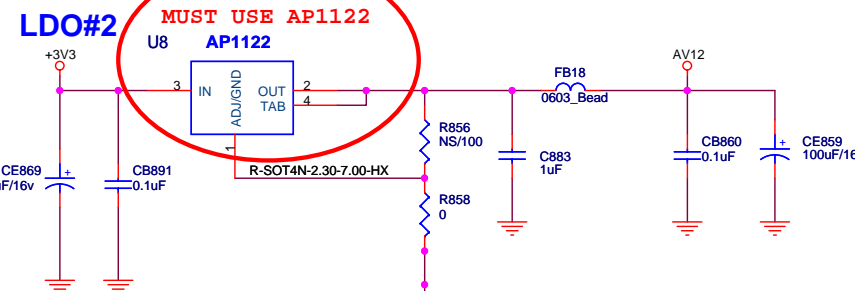 MUST USE AP1122
LDO#2
U8
AP1122
+3V3
3
IN
ADJ/GND
OUT
TAB
2
4
1
FB18
0603_Bead
AV12
R856
NS/100
C883
1uF
CB860
0.1uF
+
CE859
100uF/16
CE869
uF/16v
+
CB891
0.1uF
R-SOT4N-2.30-7.00-HX
R858
0